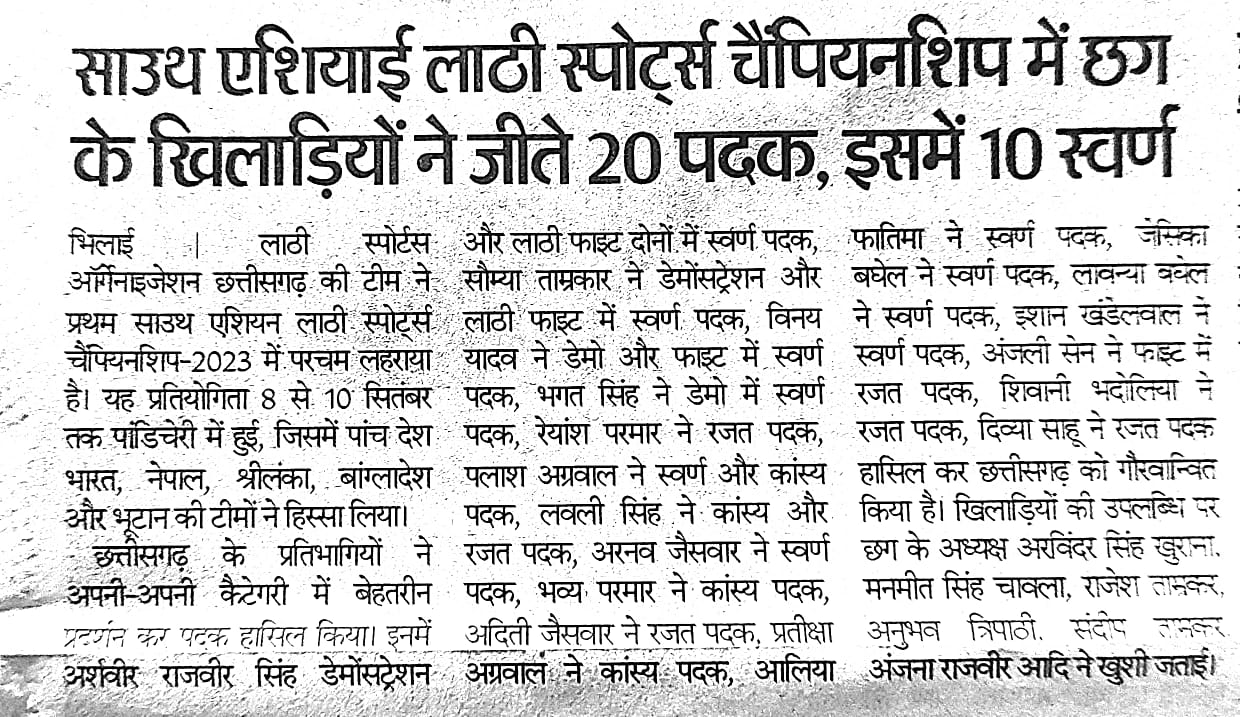 साउथ एशियाई लाठी स्पोर्ट्स चैंपियनशिप में छग
के खिलाड़ियों ने जीते 20 पदक, इसमें 10 स्वर्ण
भिलाई | लाठी स्पोर्टस
ऑर्गेनाइजेशन छत्तीसगढ़ की टीम ने
प्रथम साउथ एशियन लाठी स्पोर्ट्स
चैंपियनशिप-2023 में परचम लहराया
है। यह प्रतियोगिता 8 से 10 सितंबर
तक पांडिचेरी में हुई, जिसमें पांच देश
भारत, नेपाल, श्रीलंका, बांग्लादेश
और भूटान की टीमों ने हिस्सा लिया।
छत्तीसगढ़ के प्रतिभागियों ने
अपनी-अपनी कैटेगरी में बेहतरीन
प्रदर्शन कर पदक हासिल किया। इनमें
अर्शवीर राजवीर सिंह डेमोंसट्रेशन
और लाठी फाइट दोनों में स्वर्ण पदक,
सौम्या ताम्रकार ने डेमोंसट्रेशन और
लाठी फाइट में स्वर्ण पदक, विनय
यादव ने डेमो और फाइट में स्वर्ण
पदक, भगत सिंह ने डेमो में स्वर्ण
पदक, रेयांश परमार ने रजत पदक,
पलाश अग्रवाल ने स्वर्ण और कांस्य
पदक, लवली सिंह ने कांस्य और
रजत पदक, अरनव जैसवार ने स्वर्ण
पदक, भव्य परमार ने कांस्य पदक,
अदिती जैसवार ने रजत पदक, प्रतीक्षा
अग्रवाल ने कांस्य पदक, आलिया
फातिमा ने स्वर्ण पदक, जेसिका
बघेल ने स्वर्ण पदक, लावन्या बघेल
ने स्वर्ण पदक, इशान खंडेलवाल ने
स्वर्ण पदक, अंजली सेन ने फाइट में
रजत पदक, शिवानी भदोलिया ने
रजत पदक, दिव्या साहू ने रजत पदक
हासिल कर छत्तीसगढ़ को गौरवान्वित
किया है। खिलाड़ियों की उपलब्धि पर
छग के अध्यक्ष अरविंदर सिंह खुराना,
मनमीत सिंह चावला, राजेश ताम्रकर,
अनुभव त्रिपाठी, संदीप ताम्रकर,
अंजना राजवीर आदि ने खुशी जताई।